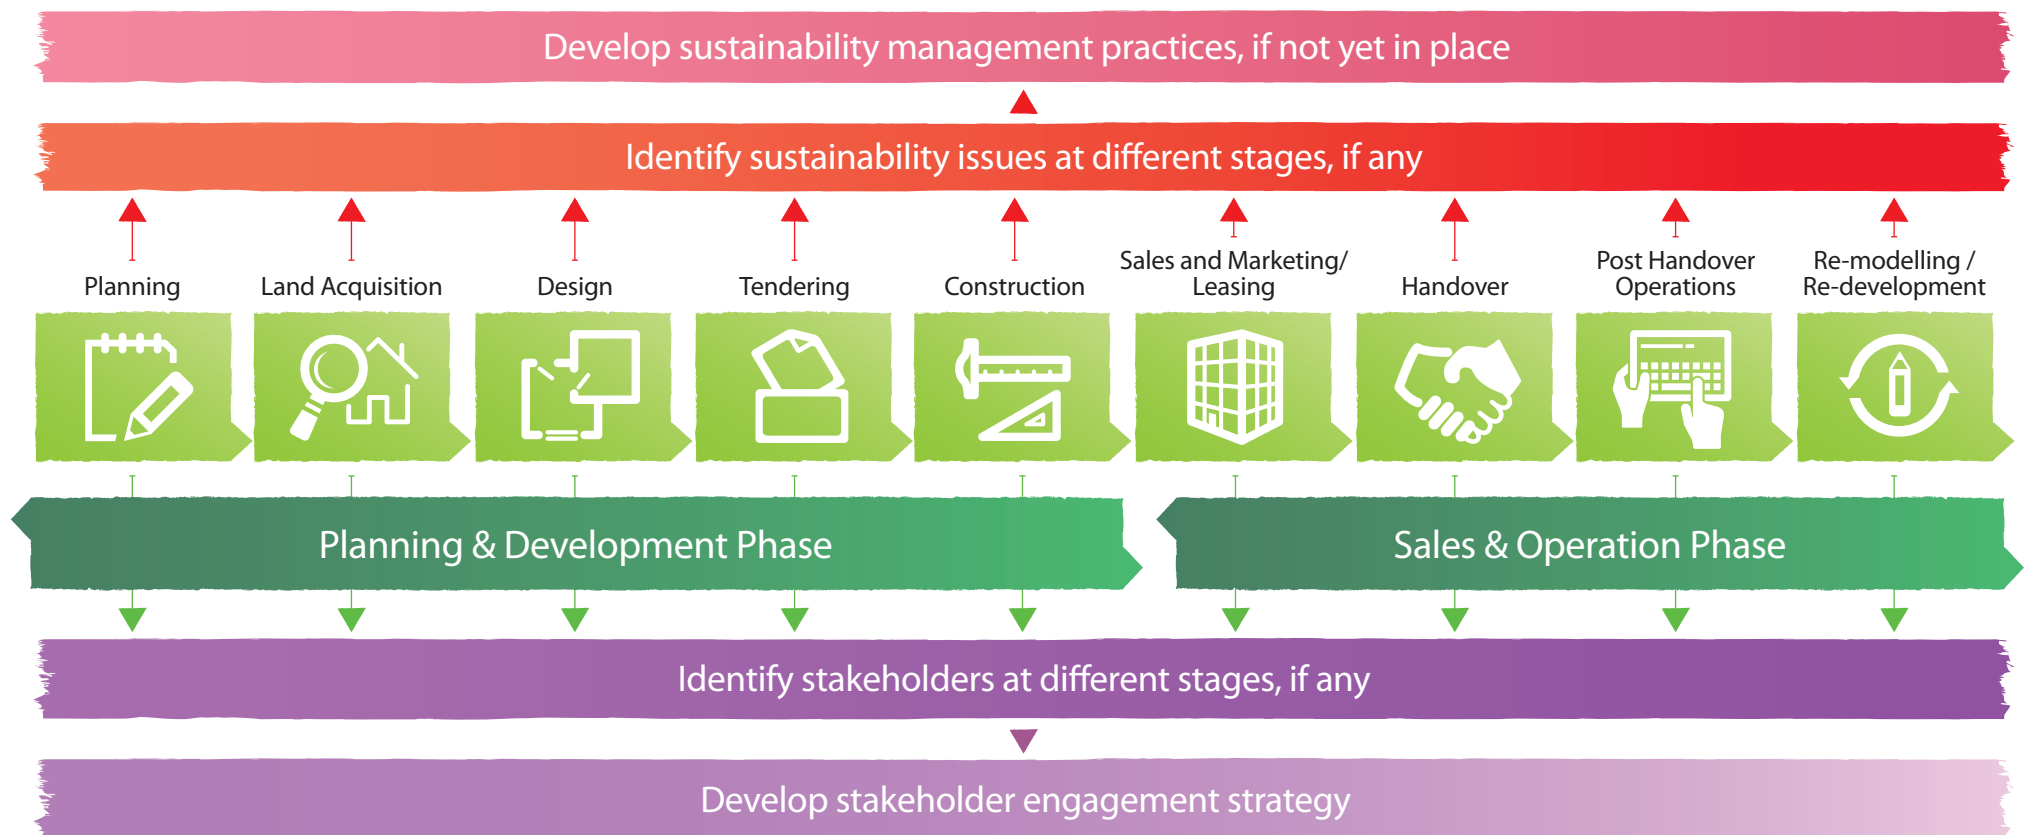 Develop sustainability management practices, if not yet in place
Identify sustainability issues at different stages, if any
Planning
Land Acquisition
Design
Tendering
Construction
Sales and Marketing/
Leasing
Handover
Post Handover
Operations
Re-modelling /
Re-development
Planning & Development Phase
Sales & Operation Phase
Identify stakeholders at different stages, if any
Develop stakeholder engagement strategy